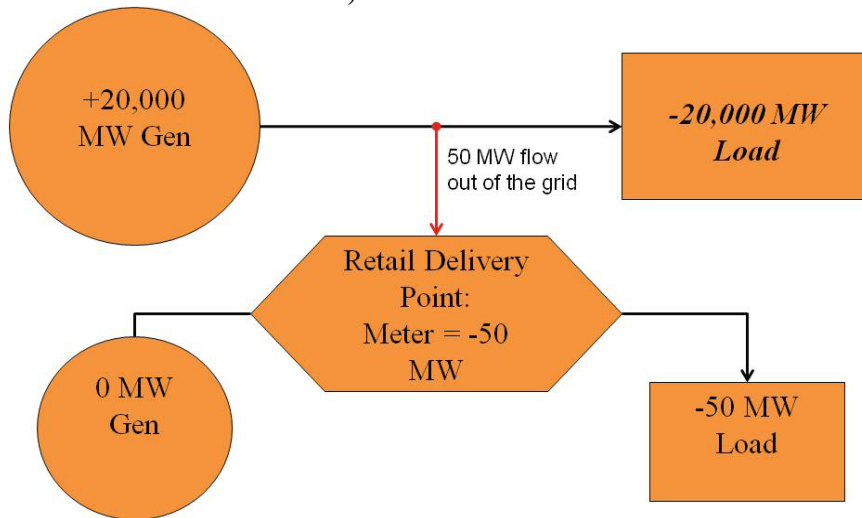 +20,000
MW Gen
-20,000 MW
Load
50 MW flow
out of the grid
Retail Delivery
Point:
Meter = -50
MW
0 MW
Gen
-50 MW
Load